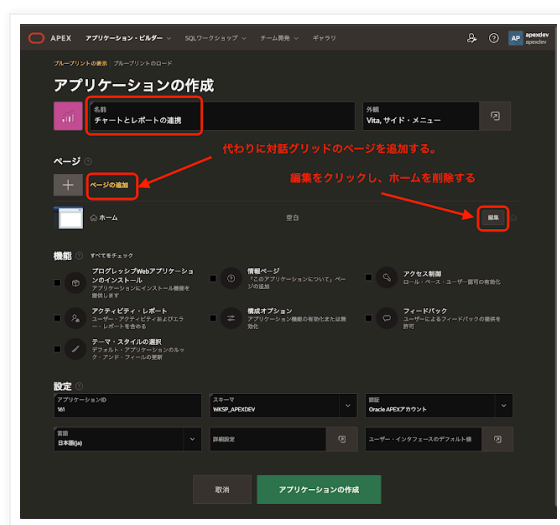 APEX アプリケーション・ビルダー SQLワークショップ チーム開発 ギャラリ AP apexdev
apexdev
ブループリントの表示 ブループリントのロード
アプリケーションの作成
名前
チャートとレポートの連携
外観
Vita, サイド・メニュー
代わりに対話グリッドのページを追加する。
ページ
ページの追加
編集をクリックし、ホームを削除する
ホーム 空白 編集
機能 すべてをチェック
プログレッシブWebアプリケーションのインストール
アプリケーションにインストール機能を提供します
情報ページ
「このアプリケーションについて」ページの追加
アクセス制御
ロール・ベース・ユーザー認可の有効化
アクティビティ・レポート
ユーザー・アクティビティおよびエラー・レポートを含める
構成オプション
アプリケーション機能の有効化または無効化
フィードバック
ユーザーによるフィードバックの提供を許可
テーマ・スタイルの選択
デフォルト・アプリケーションのルック・アンド・フィールの更新
設定
アプリケーションID
161
スキーマ
WKSP_APEXDEV
認証
Oracle APEXアカウント
言語
日本語(ja)
詳細設定
ユーザー・インタフェースのデフォルト値
取消 アプリケーションの作成